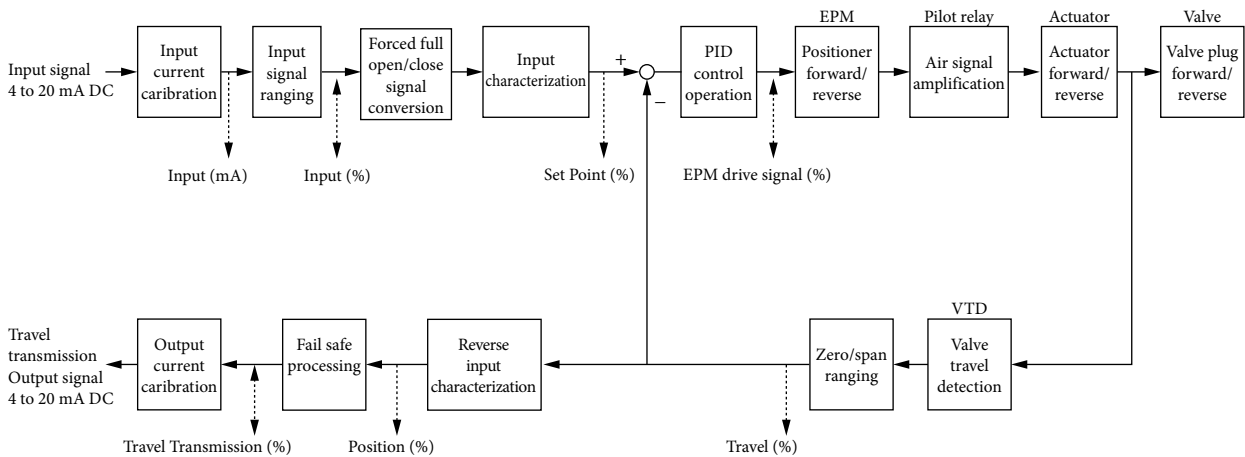 EPM
Pilot relay
Actuator
Valve
Input signal
4 to 20 mA DC
Input
current
caribration
Input
signal
ranging
Forced full
open/close
signal
conversion
Input
characterization
+
−
PID
control
operation
Positioner
forward/
reverse
Air signal
amplification
Actuator
forward/
reverse
Valve plug
forward/
reverse
Input (mA)
Input (%)
Set Point (%)
EPM drive signal (%)
VTD
Travel
transmission
Output signal
4 to 20 mA DC
Output
current
caribration
Fail safe
processing
Reverse
input
characterization
Zero/span
ranging
Valve
travel
detection
Travel Transmission (%)
Position (%)
Travel (%)